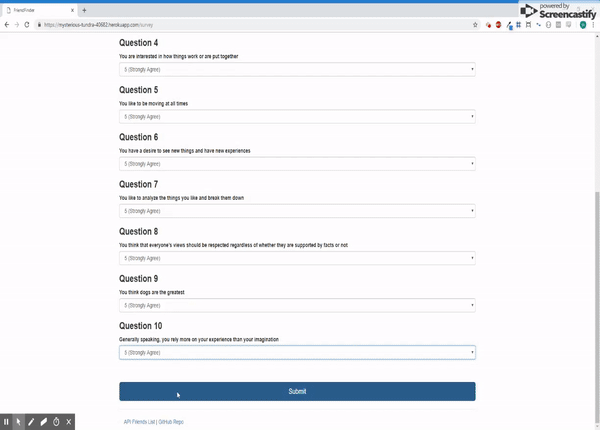 FriendFinder
powered by
Screencastify
https://mysterious-tundra-40682.herokuapp.com/survey
Question 4
You are interested in how things work or are put together
5 (Strongly Agree)
Question 5
You like to be moving at all times
5 (Strongly Agree)
Question 6
You have a desire to see new things and have new experiences
5 (Strongly Agree)
Question 7
You like to analyze the things you like and break them down
5 (Strongly Agree)
Question 8
You think that everyone's views should be respected regardless of whether they are supported by facts or not
5 (Strongly Agree)
Question 9
You think dogs are the greatest
5 (Strongly Agree)
Question 10
Generally speaking, you rely more on your experience than your imagination
5 (Strongly Agree)
Submit
API Friends List | GitHub Repo